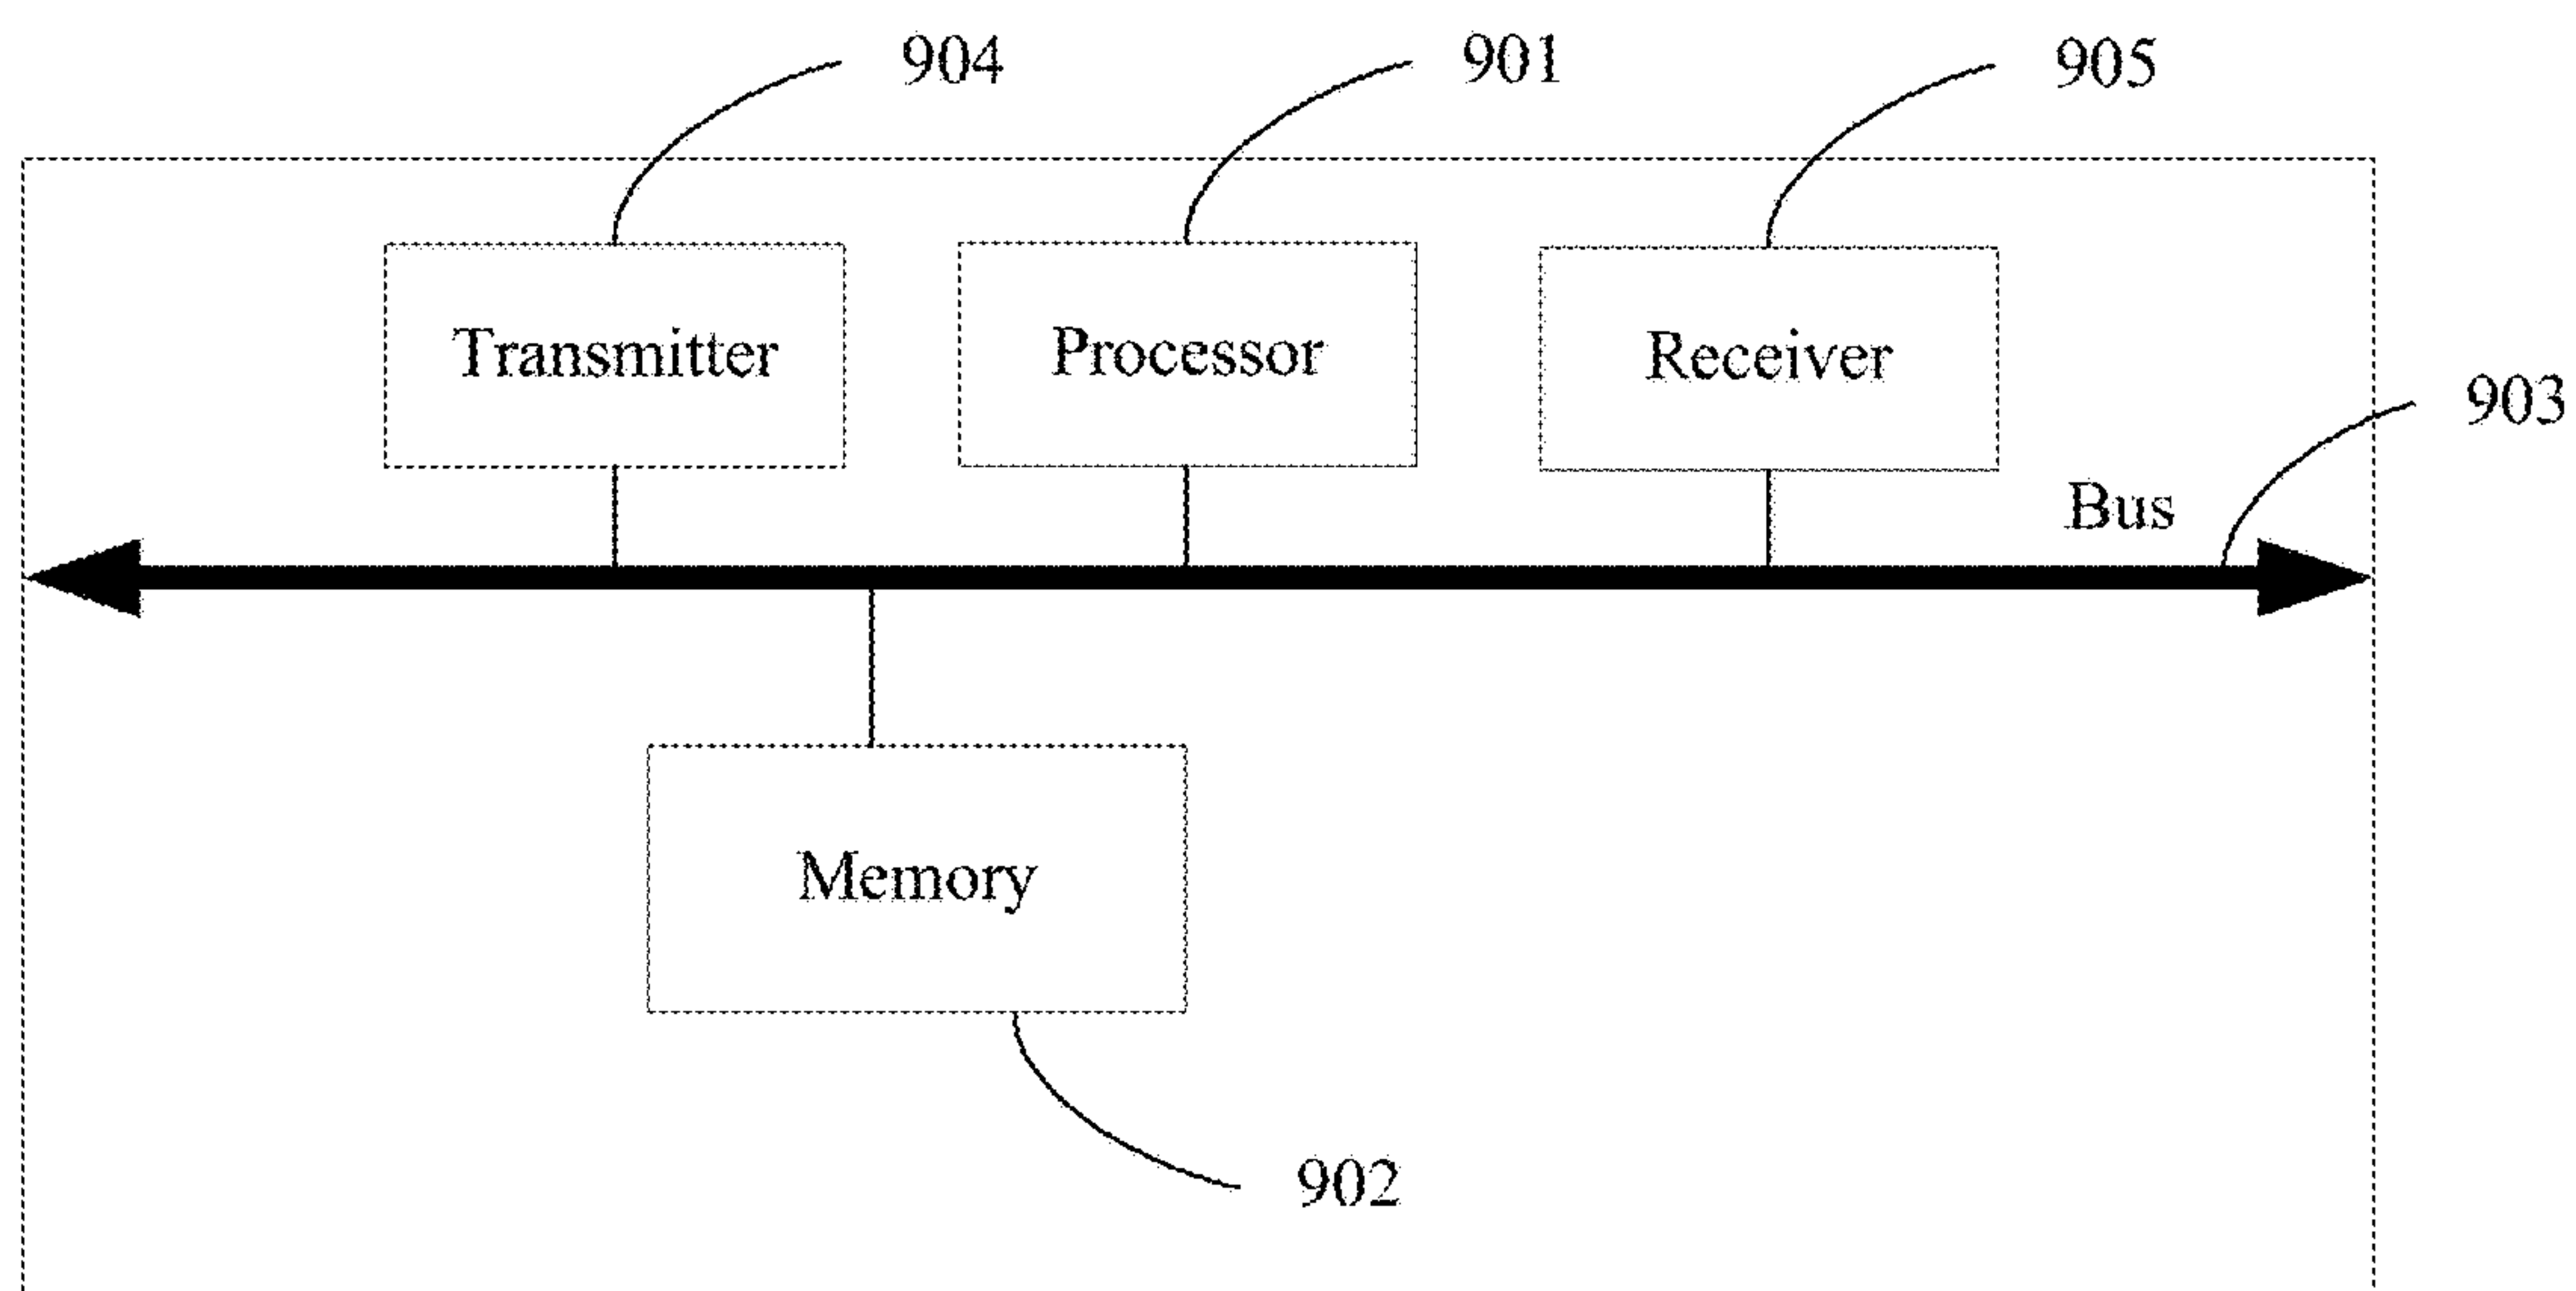 904
901
905
Transmitter
Processor
Receiver
903
Bus
Memory
902